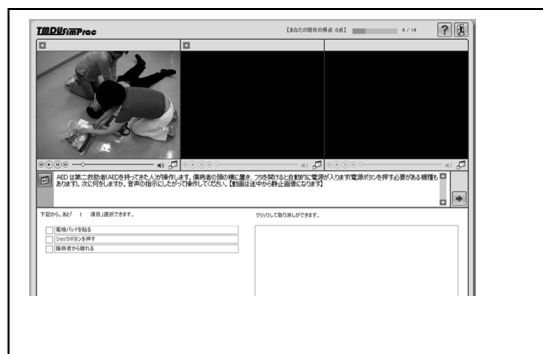 TMDUSimPrac
【あなたの現在の得点 0点】 4 / 14
AED は第二救助者(AEDを持ってきた人)が操作します。傷病者の頭の横に置き、フタを開けると自動的に電源が入ります(電源ボタンを押す必要がある機種も
あります)。次に何をしますか。音声の指示にしたがって操作してください。【動画は途中から静止画像になります】
下記から、あと「 1 項目」選択できます。
クリックして取り消しができます。
電極パッドを貼る
ショックボタンを押す
傷病者から離れる